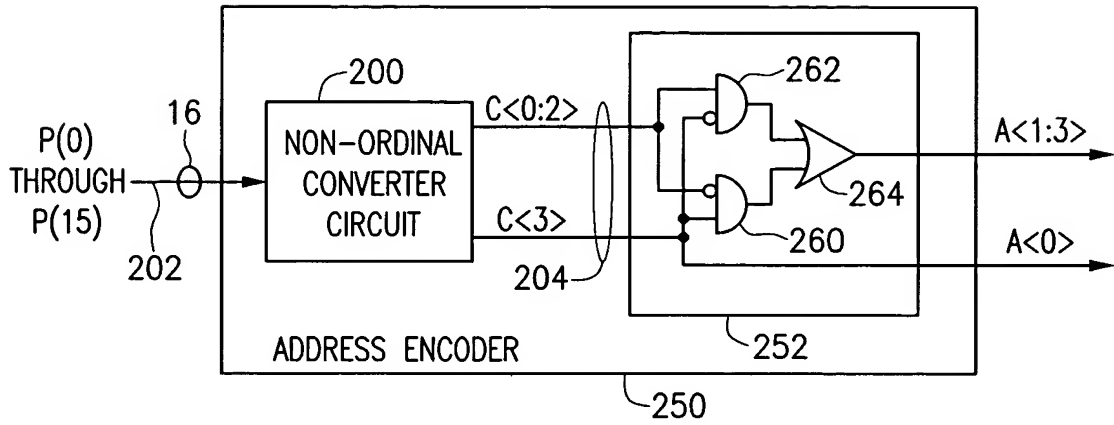 200
16
P(0)
THROUGH
P(15)
202
NON-ORDINAL
CONVERTER
CIRCUIT
C<0:2>
C<3>
204
262
264
260
252
A<1:3>
A<0>
ADDRESS ENCODER
250